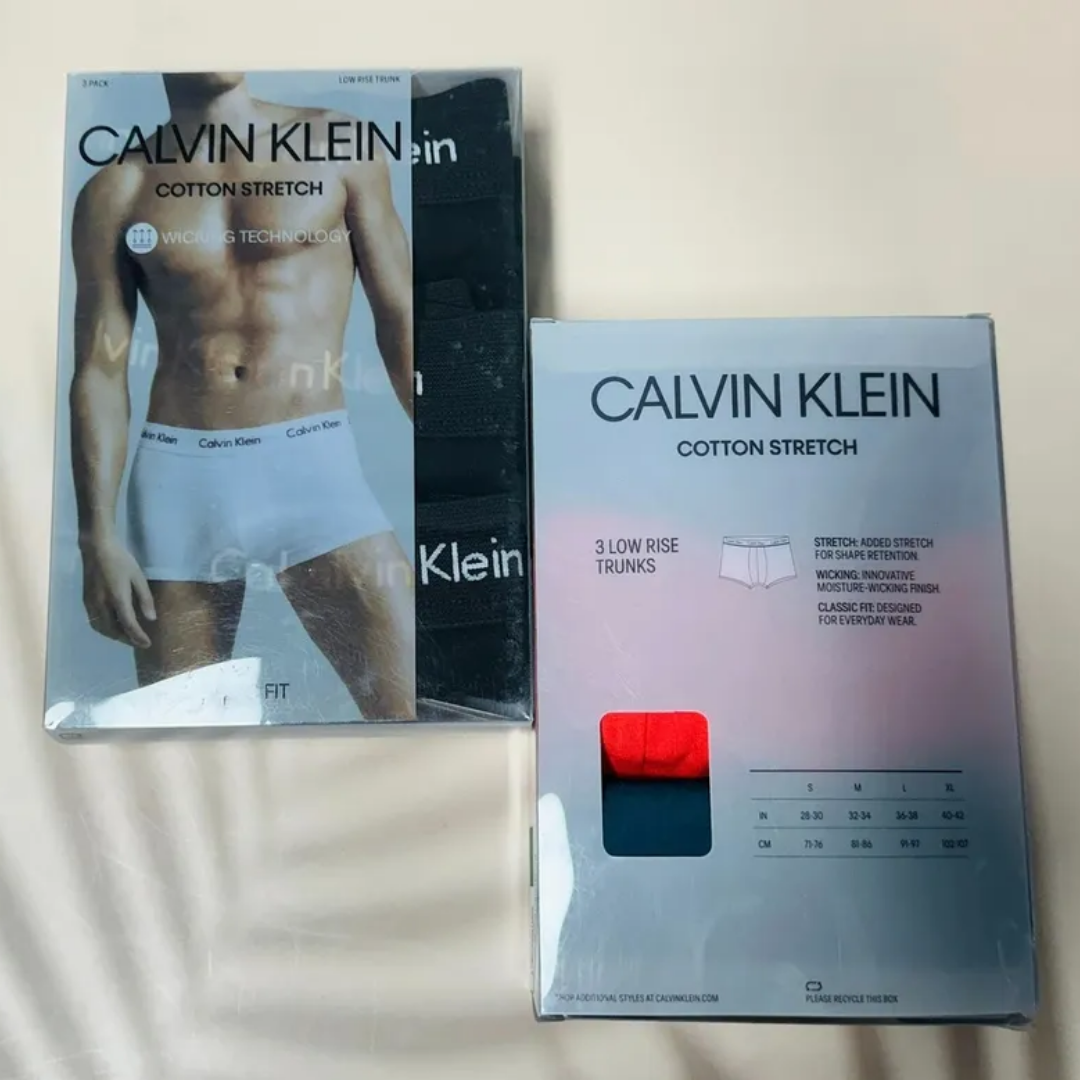 3 PACK
LOW RISE TRUNK
CALVIN KLEIN
COTTON STRETCH
WICKING TECHNOLOGY
ein
Calvin Klein
Calvin Klein
Klein
FIT
CALVIN KLEIN
COTTON STRETCH
3 LOW RISE
TRUNKS
STRETCH: ADDED STRETCH
FOR SHAPE RETENTION.
WICKING: INNOVATIVE
MOISTURE-WICKING FINISH.
CLASSIC FIT: DESIGNED
FOR EVERYDAY WEAR.
S M L XL
IN 28-30 32-34 36-38 40-42
CM 71-76 81-86 91-97 102-107
SHOP ADDITIONAL STYLES AT CALVINKLEIN.COM
PLEASE RECYCLE THIS BOX